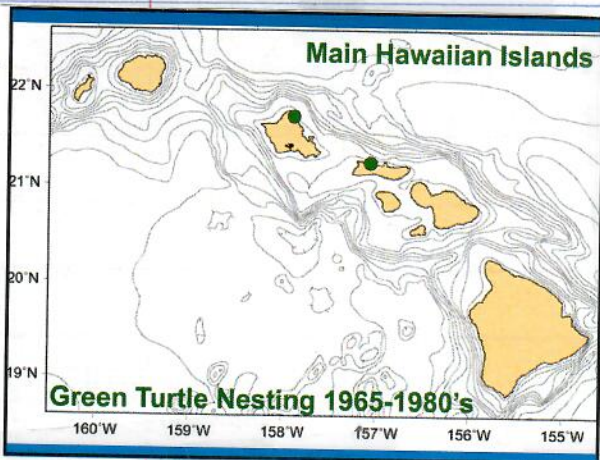 Main Hawaiian Islands
22°N
21°N
20°N
19°N
Green Turtle Nesting 1965-1980's
160°W
159°W
158°W
157°W
156°W
155°W